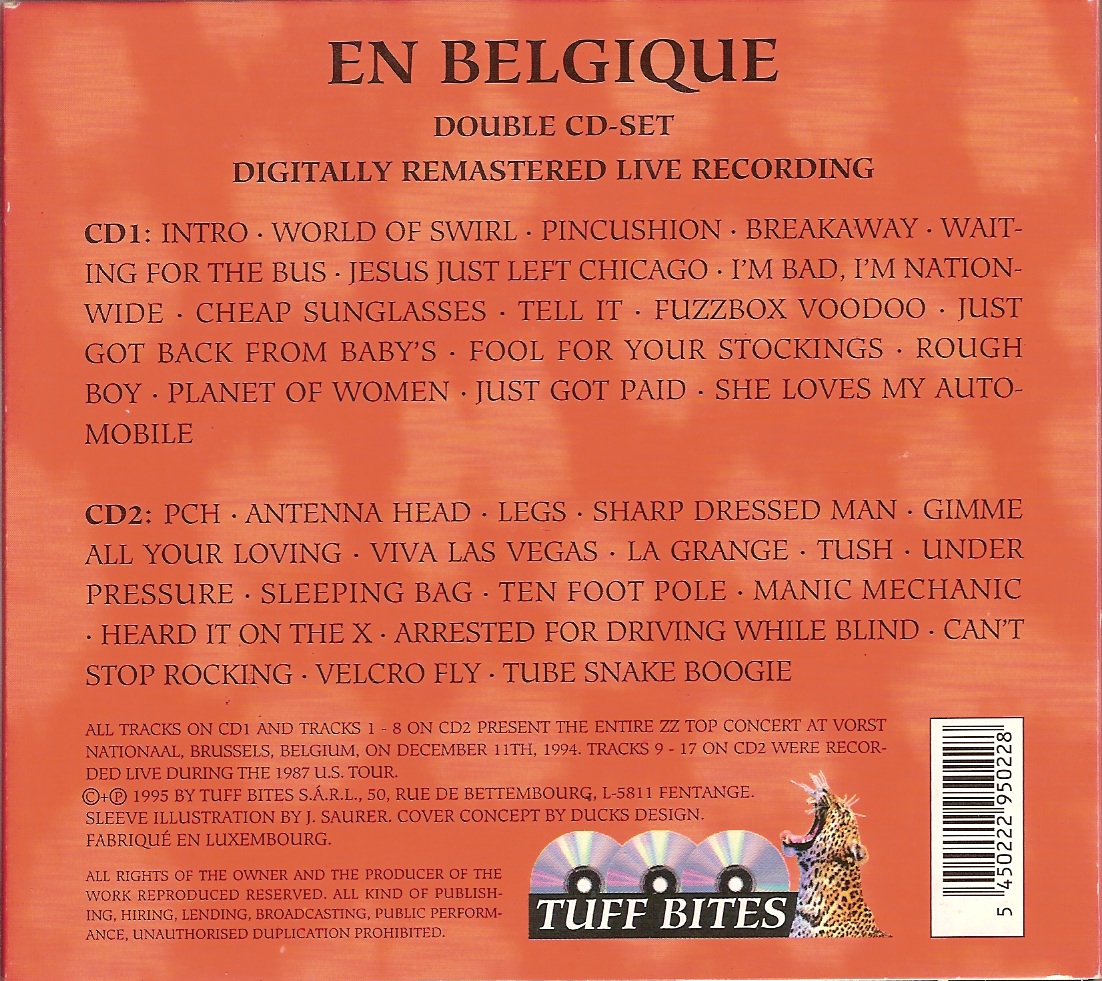 EN BELGIQUE
DOUBLE CD-SET
DIGITALLY REMASTERED LIVE RECORDING
CD1: INTRO · WORLD OF SWIRL · PINCUSHION · BREAKAWAY · WAIT-
ING FOR THE BUS · JESUS JUST LEFT CHICAGO · I'M BAD, I'M NATION-
WIDE · CHEAP SUNGLASSES · TELL IT · FUZZBOX VOODOO · JUST
GOT BACK FROM BABY'S · FOOL FOR YOUR STOCKINGS · ROUGH
BOY · PLANET OF WOMEN · JUST GOT PAID · SHE LOVES MY AUTO-
MOBILE
CD2: PCH · ANTENNA HEAD · LEGS · SHARP DRESSED MAN · GIMME
ALL YOUR LOVING · VIVA LAS VEGAS · LA GRANGE · TUSH · UNDER
PRESSURE · SLEEPING BAG · TEN FOOT POLE · MANIC MECHANIC
· HEARD IT ON THE X · ARRESTED FOR DRIVING WHILE BLIND · CAN'T
STOP ROCKING · VELCRO FLY · TUBE SNAKE BOOGIE
ALL TRACKS ON CD1 AND TRACKS 1 - 8 ON CD2 PRESENT THE ENTIRE ZZ TOP CONCERT AT VORST
NATIONAAL, BRUSSELS, BELGIUM, ON DECEMBER 11TH, 1994. TRACKS 9 - 17 ON CD2 WERE RECOR-
DED LIVE DURING THE 1987 U.S. TOUR.
©+℗ 1995 BY TUFF BITES S.Á.R.L., 50, RUE DE BETTEMBOURG, L-5811 FENTANGE.
SLEEVE ILLUSTRATION BY J. SAURER. COVER CONCEPT BY DUCKS DESIGN.
FABRIQUÉ EN LUXEMBOURG.
ALL RIGHTS OF THE OWNER AND THE PRODUCER OF THE
WORK REPRODUCED RESERVED. ALL KIND OF PUBLISH-
ING, HIRING, LENDING, BROADCASTING, PUBLIC PERFORM-
ANCE, UNAUTHORISED DUPLICATION PROHIBITED.
TUFF BITES
5 450222 950228